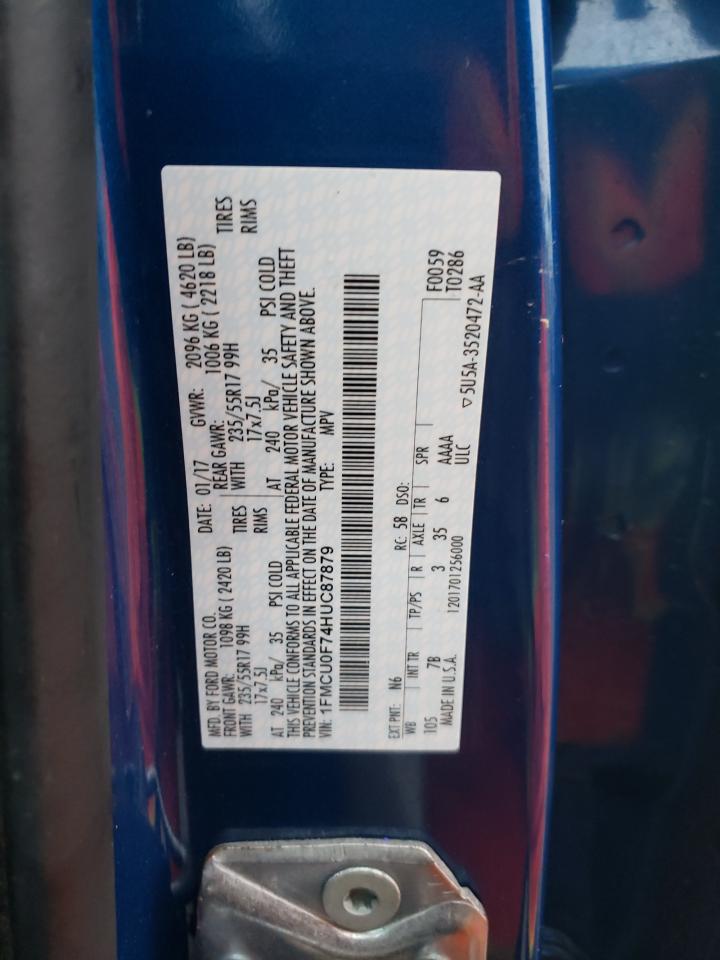 MFD. BY FORD MOTOR CO. DATE: 01/17 GVWR: 2096 KG ( 4620 LB)
FRONT GAWR: 1098 KG ( 2420 LB) REAR GAWR: 1006 KG ( 2218 LB)
WITH 235/55R17 99H TIRES WITH 235/55R17 99H TIRES
17x7.5J RIMS 17x7.5J RIMS
AT 240 kPa/ 35 PSI COLD AT 240 kPa/ 35 PSI COLD
THIS VEHICLE CONFORMS TO ALL APPLICABLE FEDERAL MOTOR VEHICLE SAFETY AND THEFT
PREVENTION STANDARDS IN EFFECT ON THE DATE OF MANUFACTURE SHOWN ABOVE.
VIN: 1FMCU0F74HUC87879 TYPE: MPV
EXT PNT: N6 RC: 58 DSO: F0059
WB INT TR TP/PS R AXLE TR SPR T0286
105 7B 3 35 6 AAAA
MADE IN U.S.A. 1201701256000 ULC
▽5U5A-3520472-AA